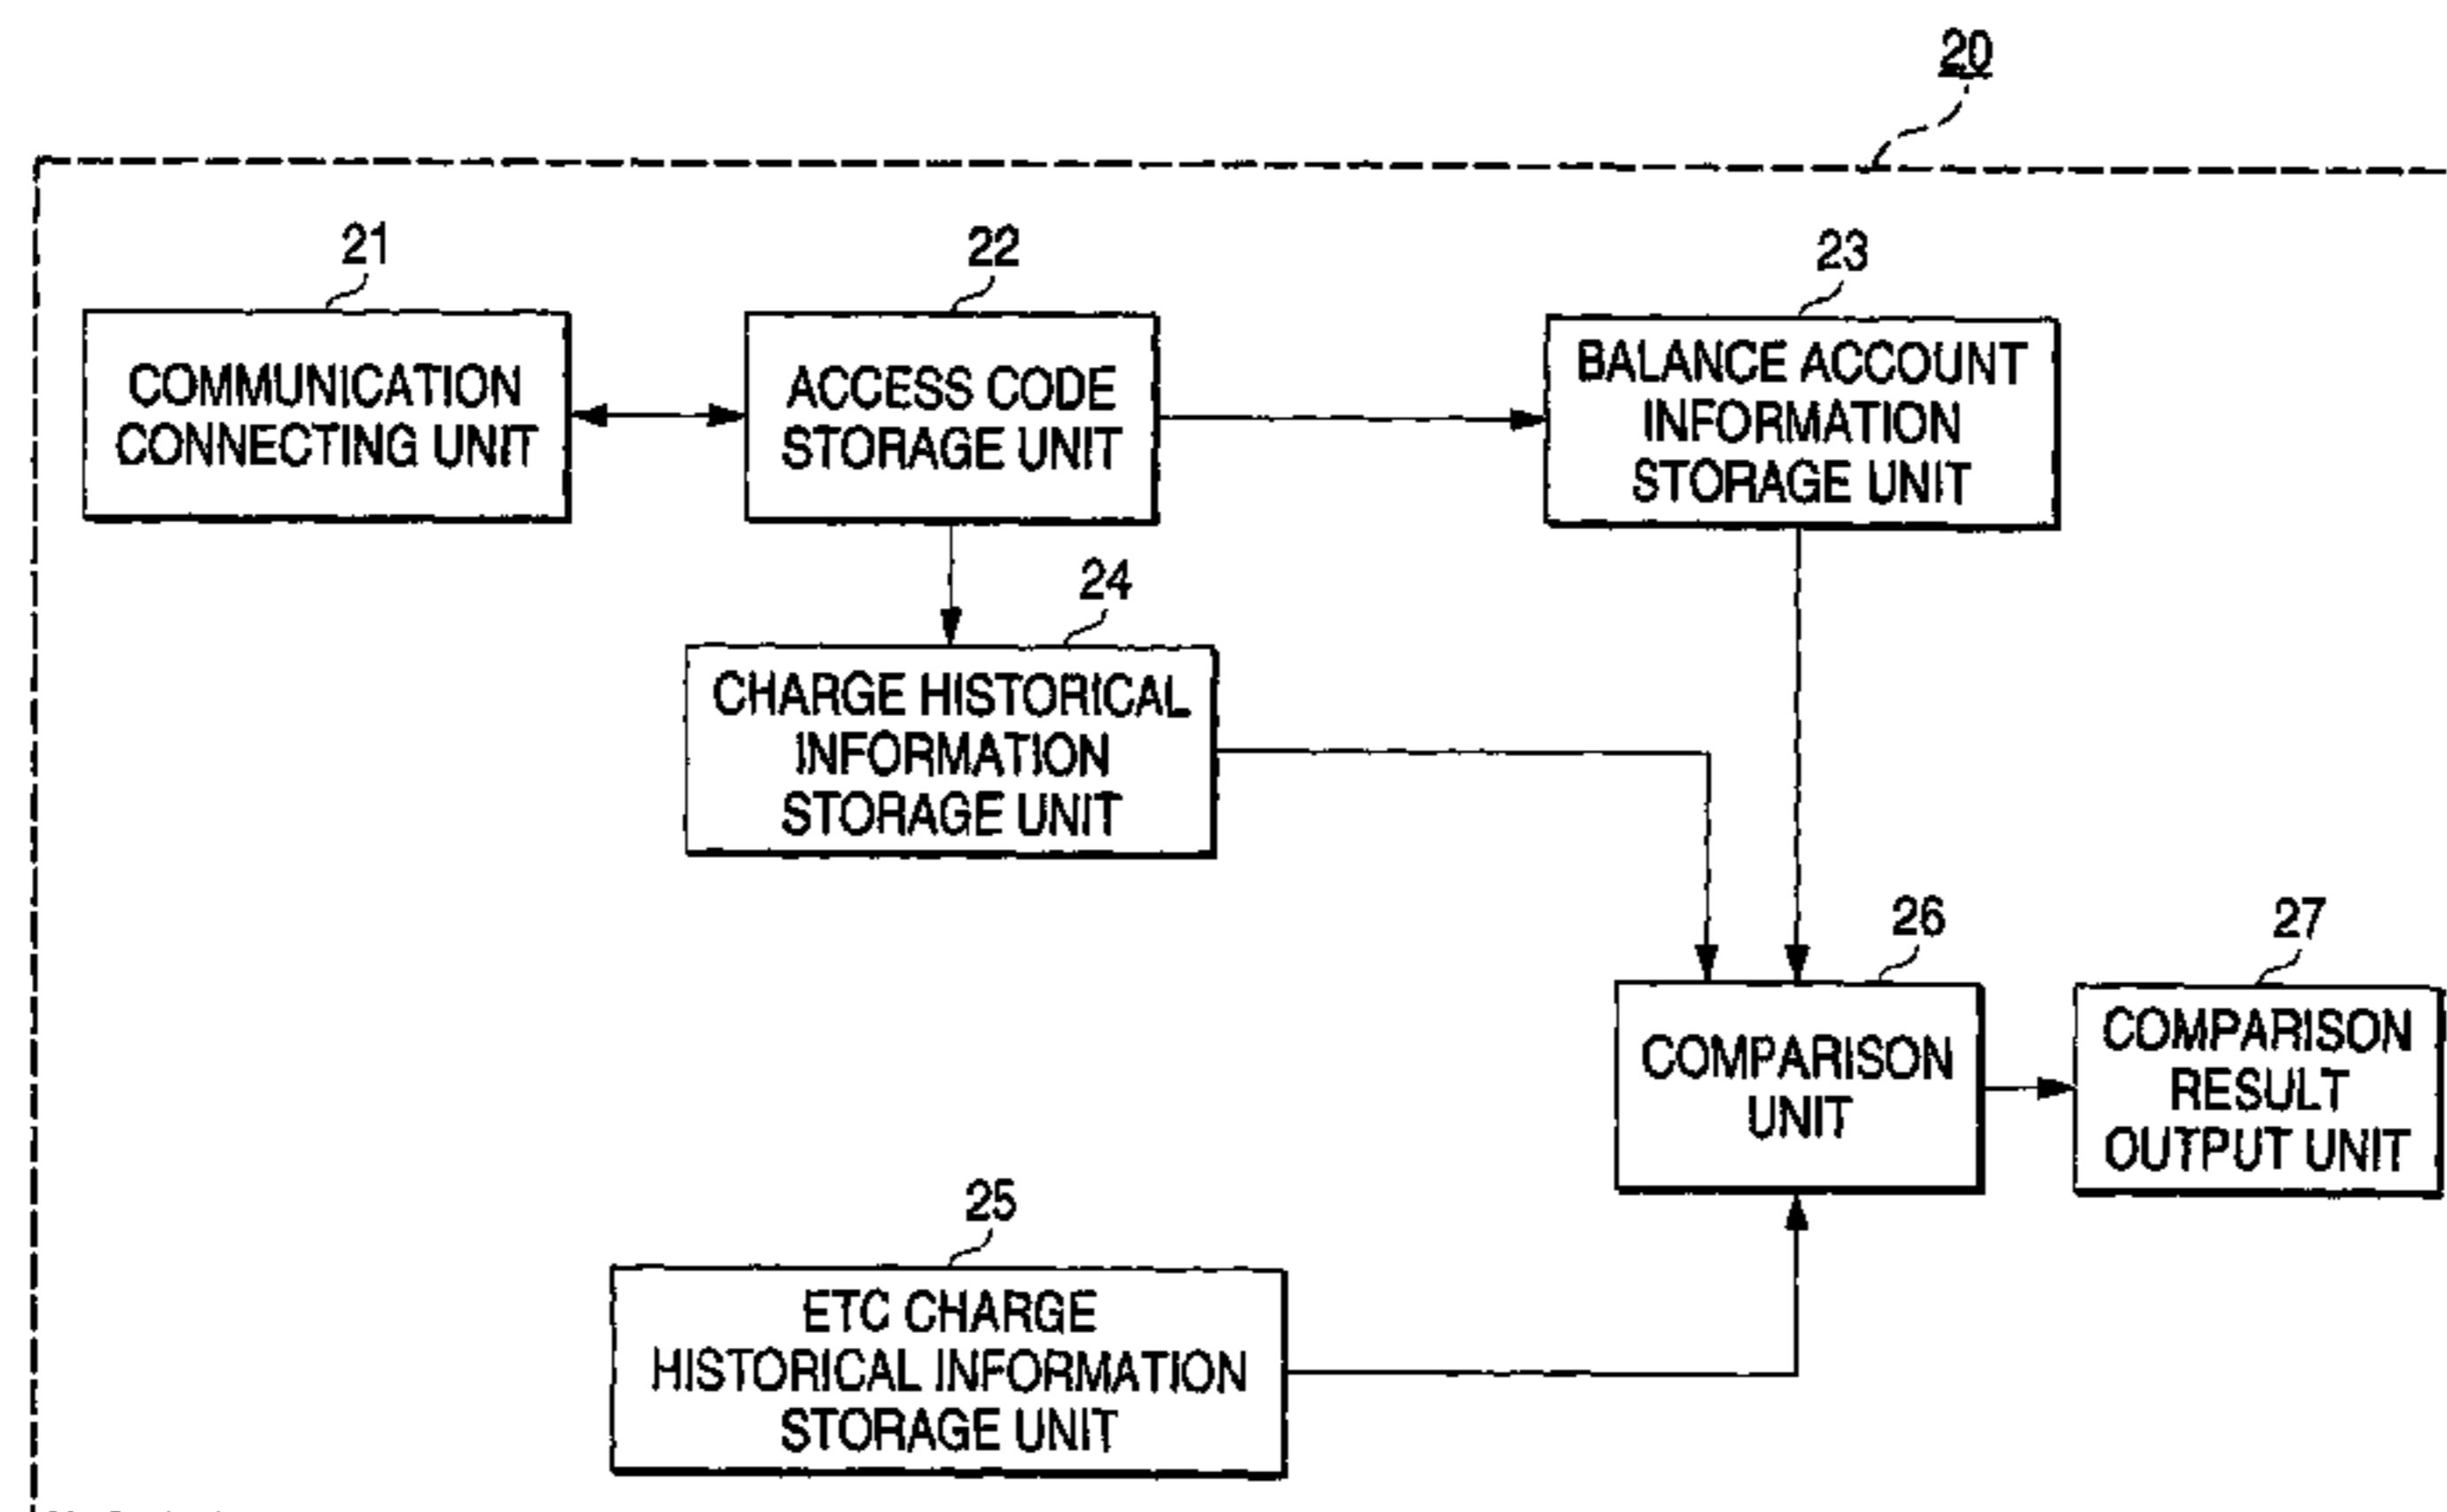 20
21
COMMUNICATION
CONNECTING UNIT
22
ACCESS CODE
STORAGE UNIT
23
BALANCE ACCOUNT
INFORMATION
STORAGE UNIT
24
CHARGE HISTORICAL
INFORMATION
STORAGE UNIT
26
COMPARISON
UNIT
27
COMPARISON
RESULT
OUTPUT UNIT
25
ETC CHARGE
HISTORICAL INFORMATION
STORAGE UNIT